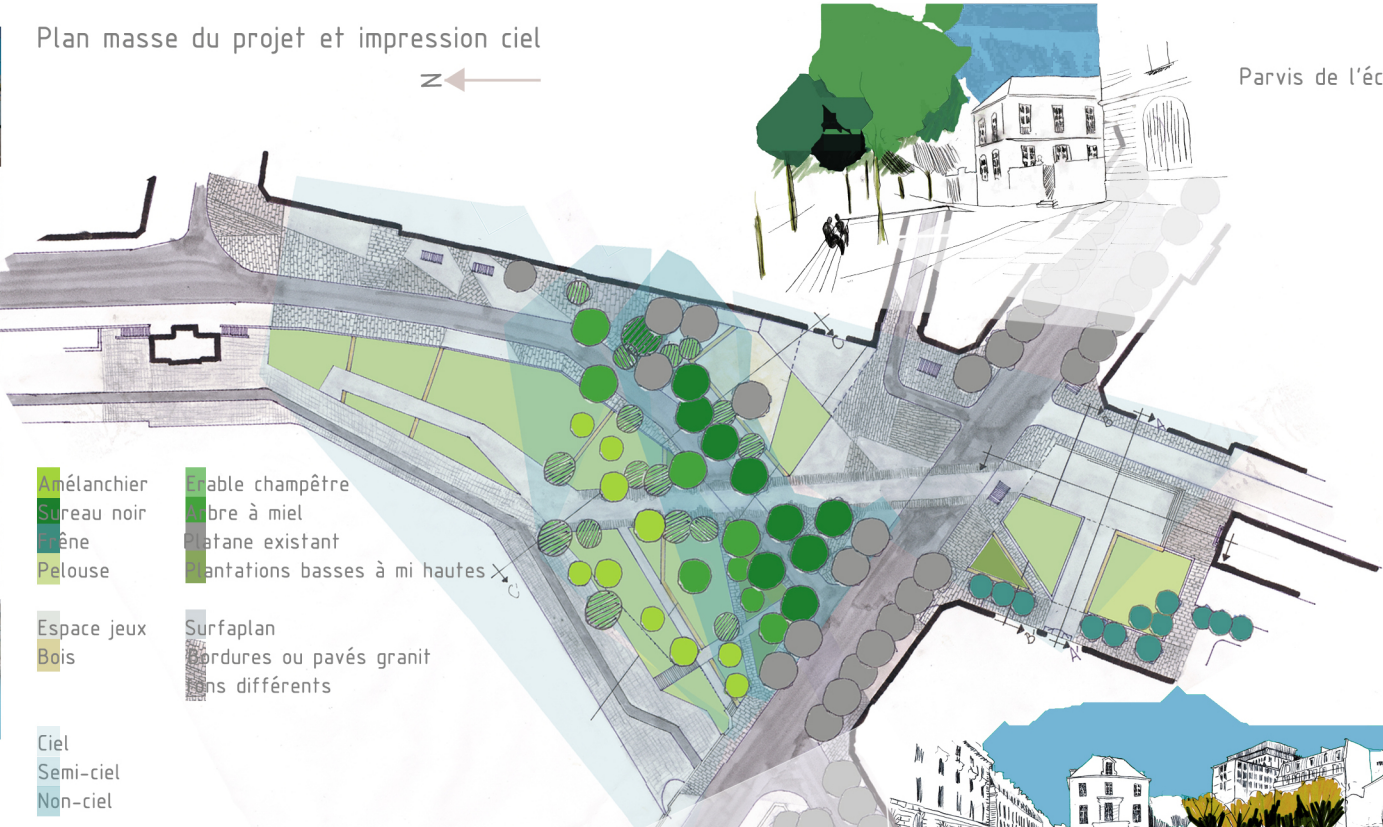 Plan masse du projet et impression ciel
N
Parvis de l'éc
Amélanchier
Sureau noir
Frêne
Pelouse
Erable champêtre
Arbre à miel
Platane existant
Plantations basses à mi hautes
Espace jeux
Bois
Surfaplan
Bordures ou pavés granit
tons différents
Ciel
Semi-ciel
Non-ciel
C
C'
B
A
B'
A'